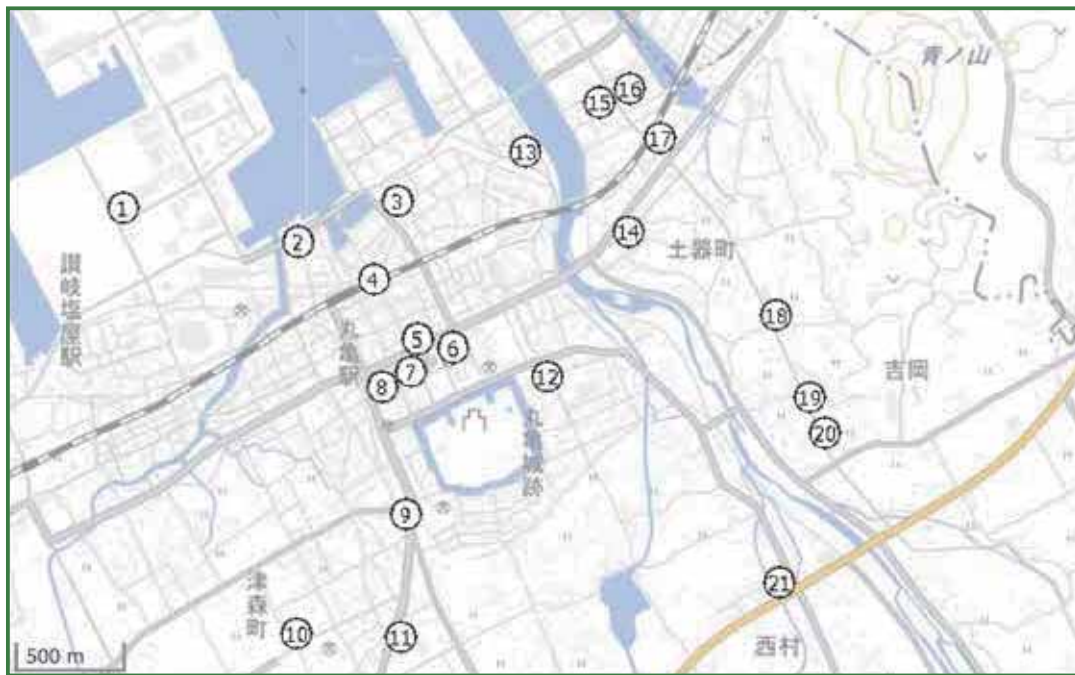 青ノ山
⑯
⑮
⑰
⑬
③
①
⑭
②
土器町
讃岐塩屋駅
④
⑱
丸亀駅
⑤
⑥
⑦
吉岡
⑧
⑫
⑲
丸亀城跡
⑳
⑨
津森町
㉑
⑩
⑪
西村
500 m